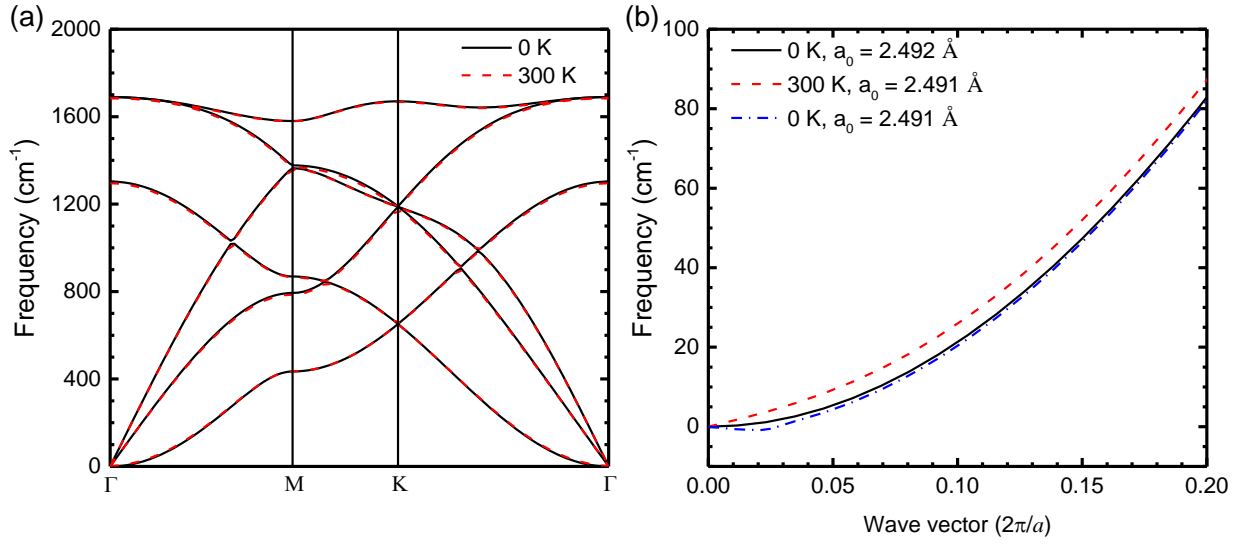 (a)
2000
1600
1200
800
400
0
Frequency (cm⁻¹)
0 K
300 K
Γ M K Γ
(b)
100
80
60
40
20
0
Frequency (cm⁻¹)
0 K, a₀ = 2.492 Å
300 K, a₀ = 2.491 Å
0 K, a₀ = 2.491 Å
0.00 0.05 0.10 0.15 0.20
Wave vector (2π/a)